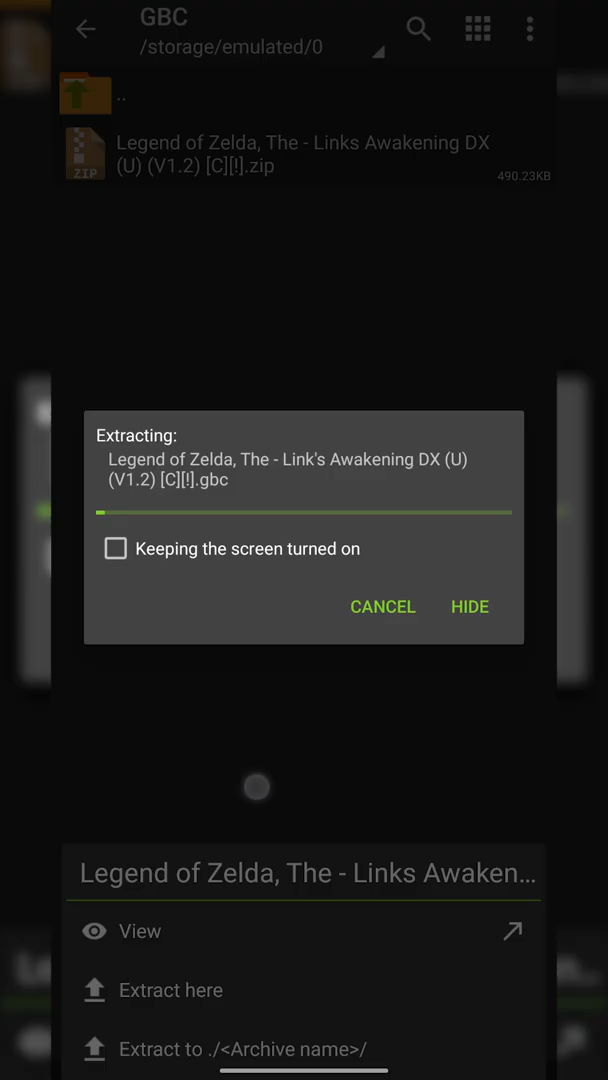 GBC
/storage/emulated/0
..
Legend of Zelda, The - Links Awakening DX
(U) (V1.2) [C][!].zip
ZIP
490.23KB
Extracting:
Legend of Zelda, The - Link's Awakening DX (U)
(V1.2) [C][!].gbc
Keeping the screen turned on
CANCEL
HIDE
Legend of Zelda, The - Links Awaken...
View
Extract here
Extract to ./<Archive name>/